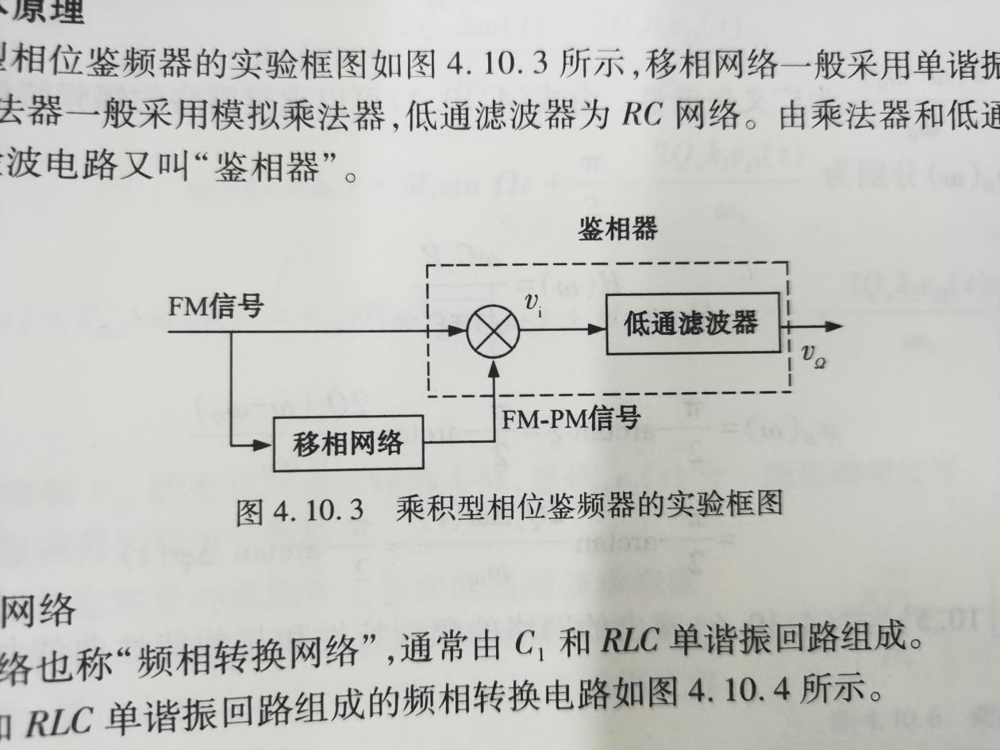 本原理
型相位鉴频器的实验框图如图 4.10.3 所示,移相网络一般采用单谐振
法器一般采用模拟乘法器,低通滤波器为 RC 网络。由乘法器和低通
滤波电路又叫“鉴相器”。
鉴相器
FM信号
v_i
低通滤波器
v_Ω
FM-PM信号
移相网络
图 4.10.3 乘积型相位鉴频器的实验框图
网络
络也称“频相转换网络”,通常由 C₁ 和 RLC 单谐振回路组成。
和 RLC 单谐振回路组成的频相转换电路如图 4.10.4 所示。